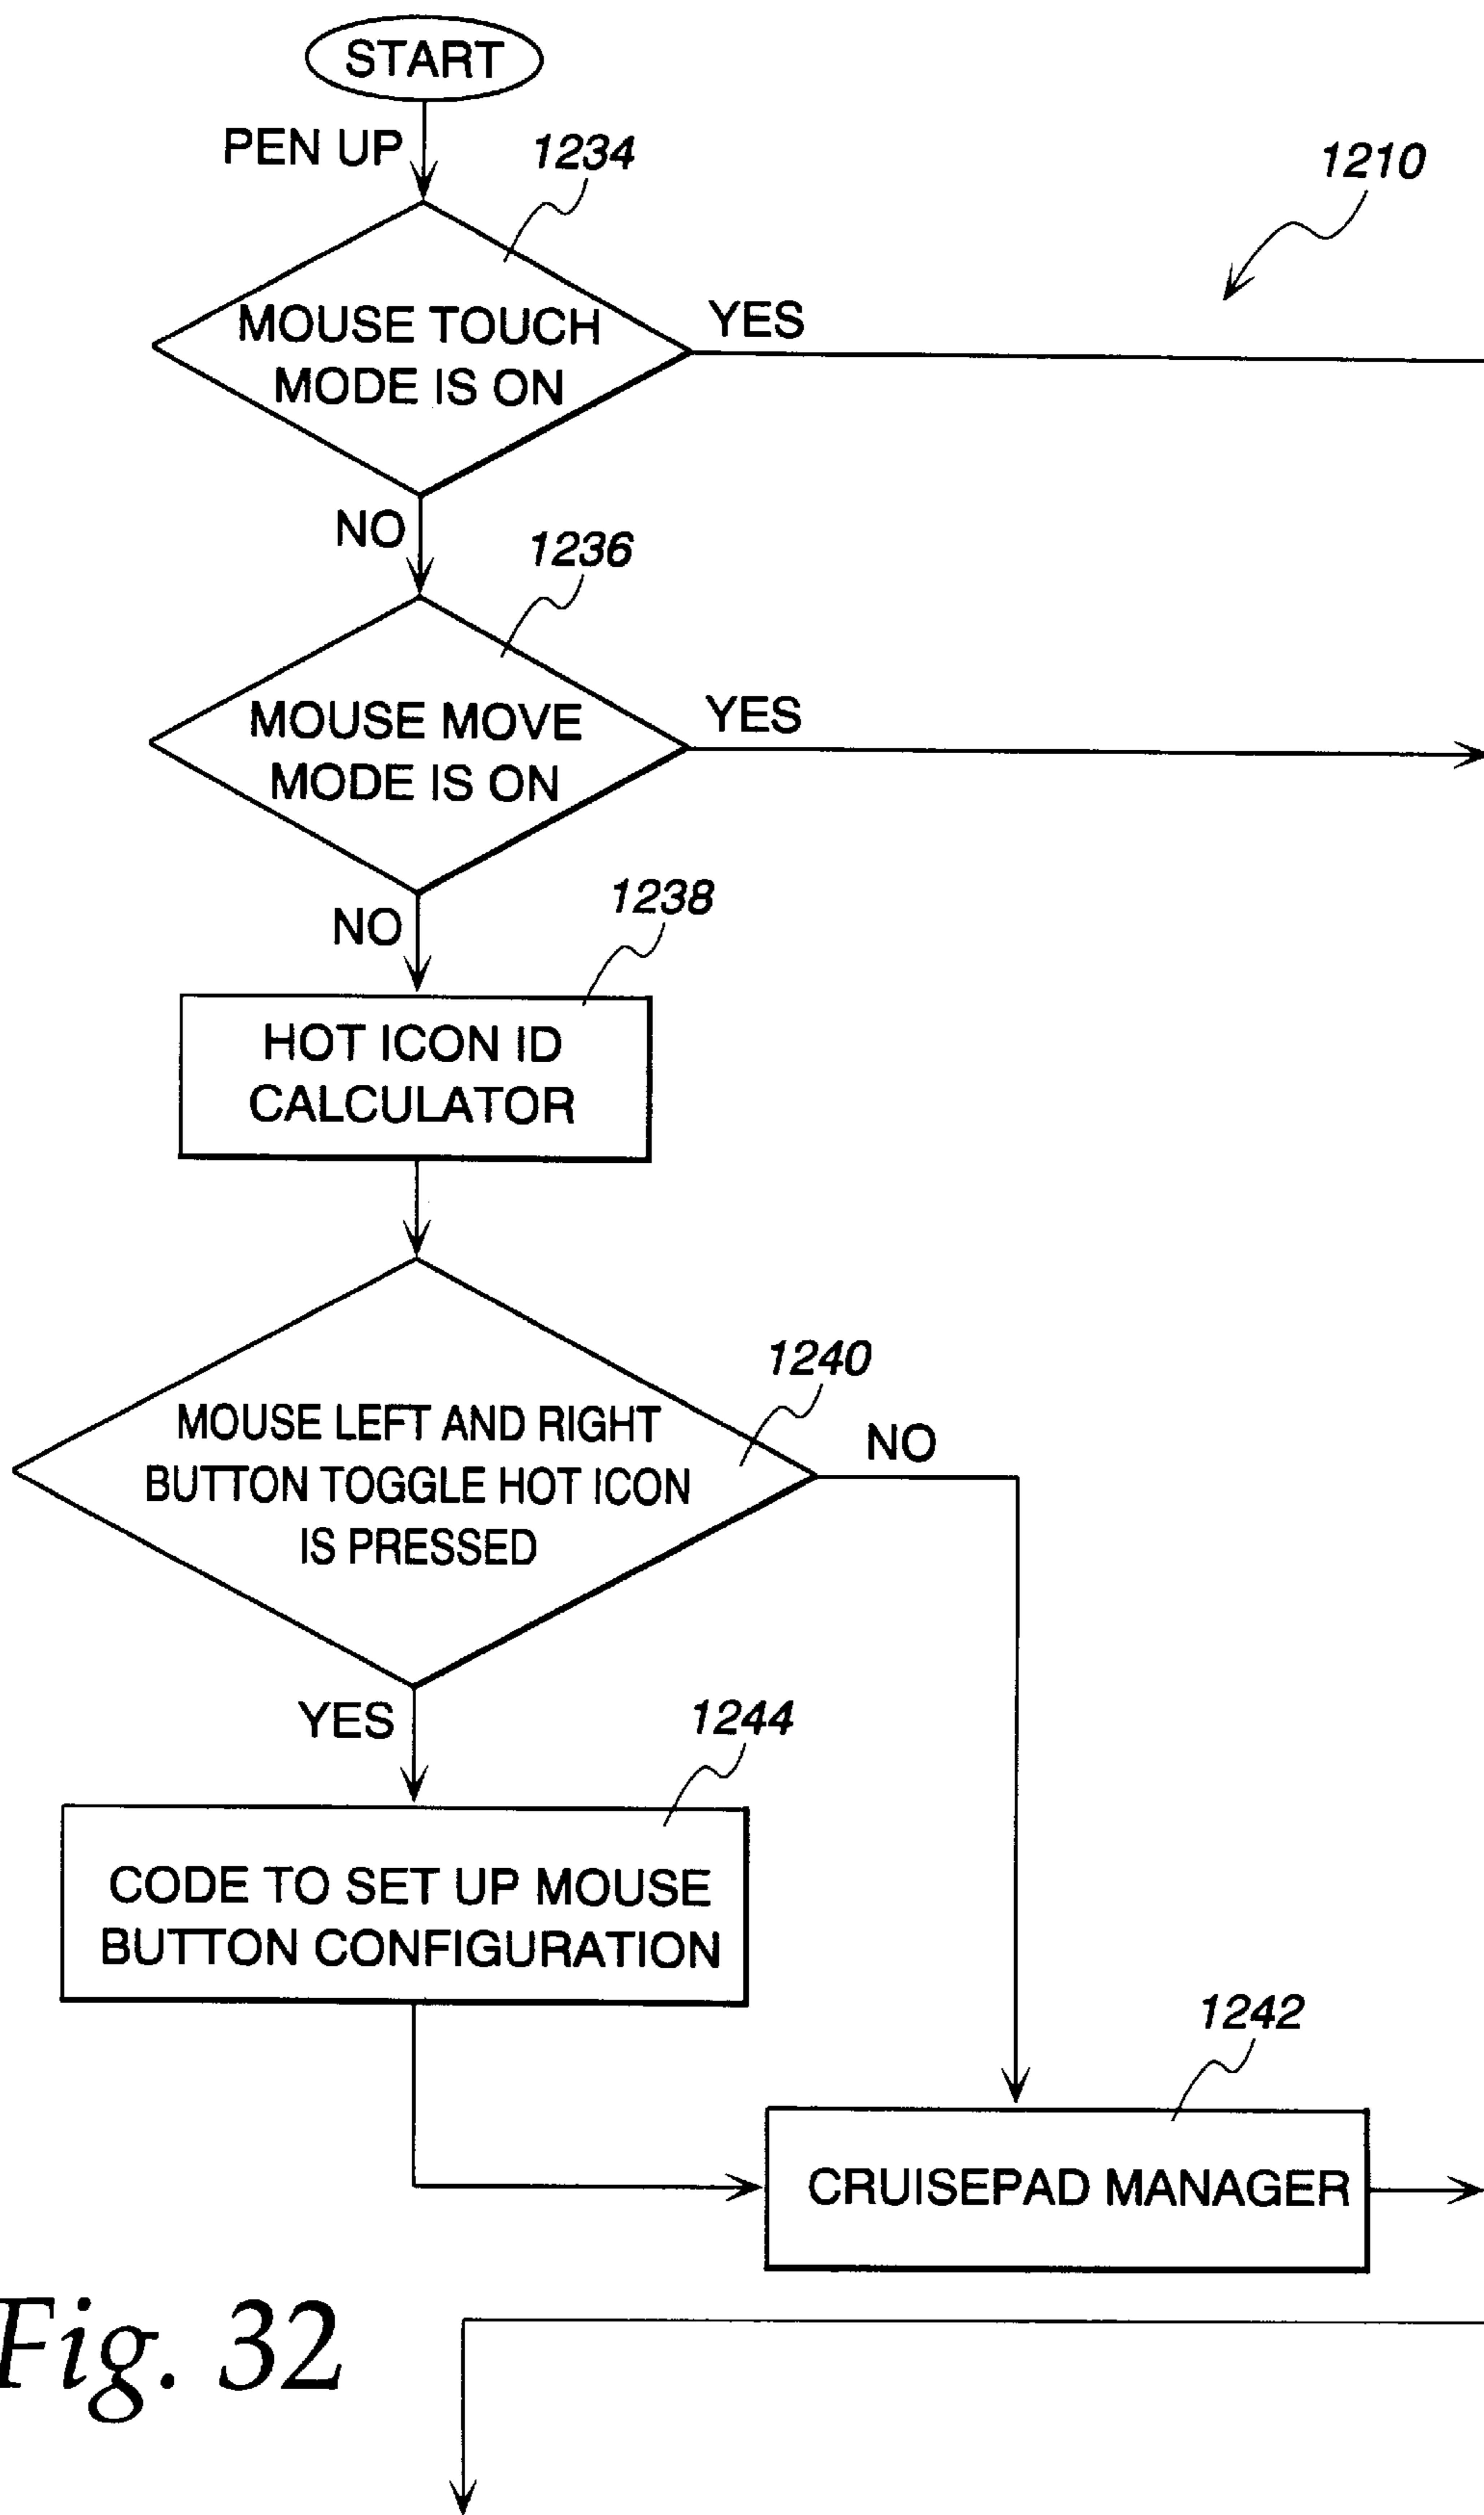 START
PEN UP
1234
1210
MOUSE TOUCH
MODE IS ON
YES
NO
1236
MOUSE MOVE
MODE IS ON
YES
NO
1238
HOT ICON ID
CALCULATOR
1240
MOUSE LEFT AND RIGHT
BUTTON TOGGLE HOT ICON
IS PRESSED
NO
YES
1244
CODE TO SET UP MOUSE
BUTTON CONFIGURATION
1242
CRUISEPAD MANAGER
Fig. 32